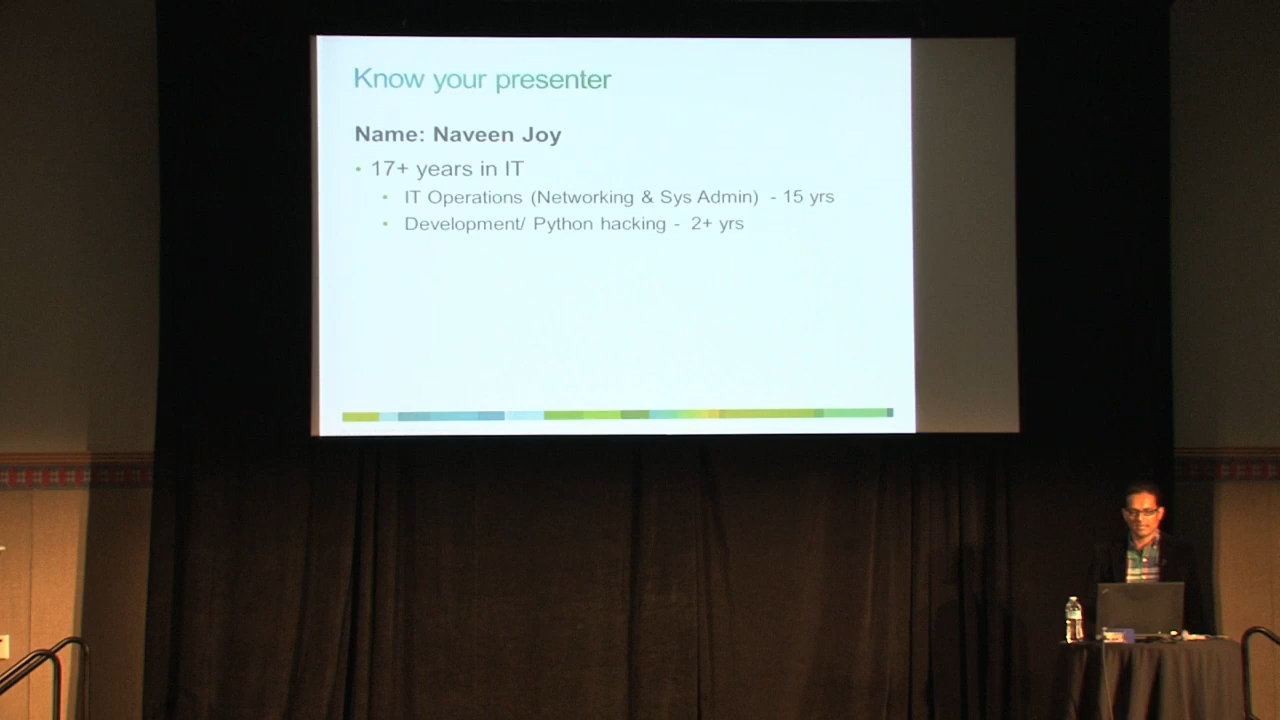 Know your presenter
Name: Naveen Joy
• 17+ years in IT
• IT Operations (Networking & Sys Admin) - 15 yrs
• Development/ Python hacking - 2+ yrs